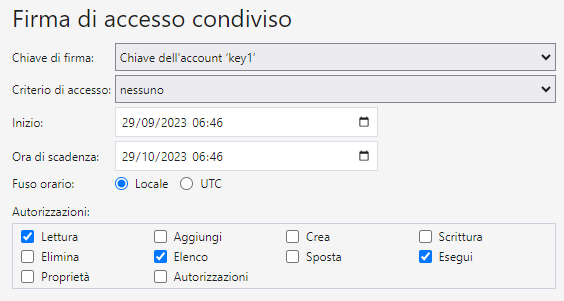 Firma di accesso condiviso
Chiave di firma: Chiave dell'account ‘key1’
Criterio di accesso: nessuno
Inizio: 29/09/2023 06:46
Ora di scadenza: 29/10/2023 06:46
Fuso orario: Locale UTC
Autorizzazioni:
Lettura Aggiungi Crea Scrittura
Elimina Elenco Sposta Esegui
Proprietà Autorizzazioni